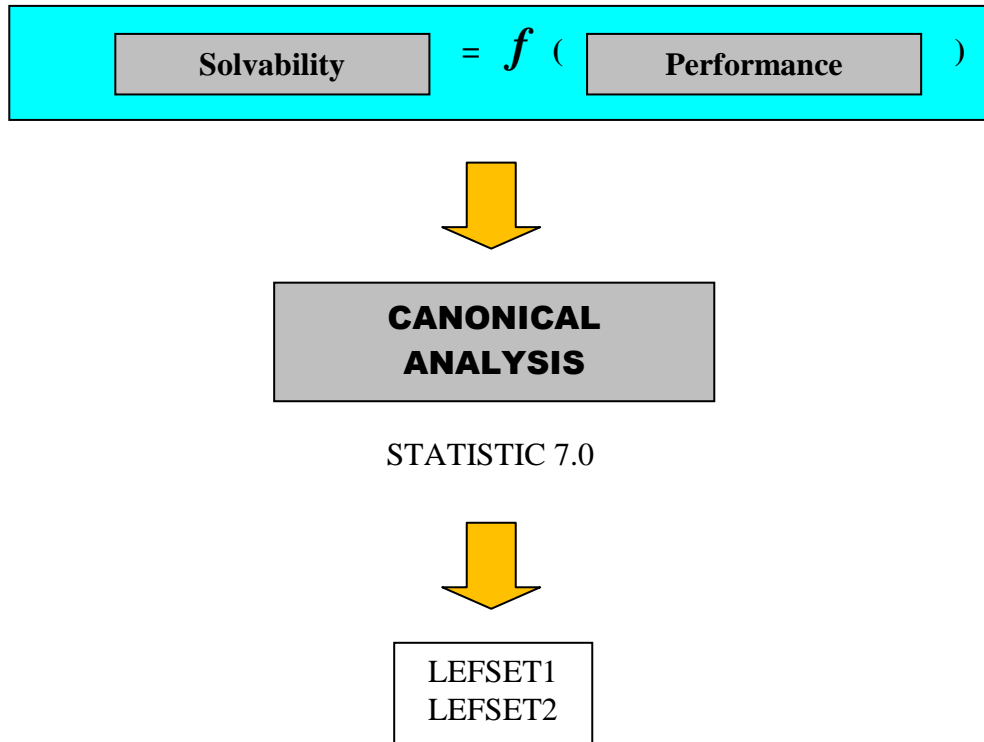 Solvability = f ( Performance )
CANONICAL
ANALYSIS
STATISTIC 7.0
LEFSET1
LEFSET2